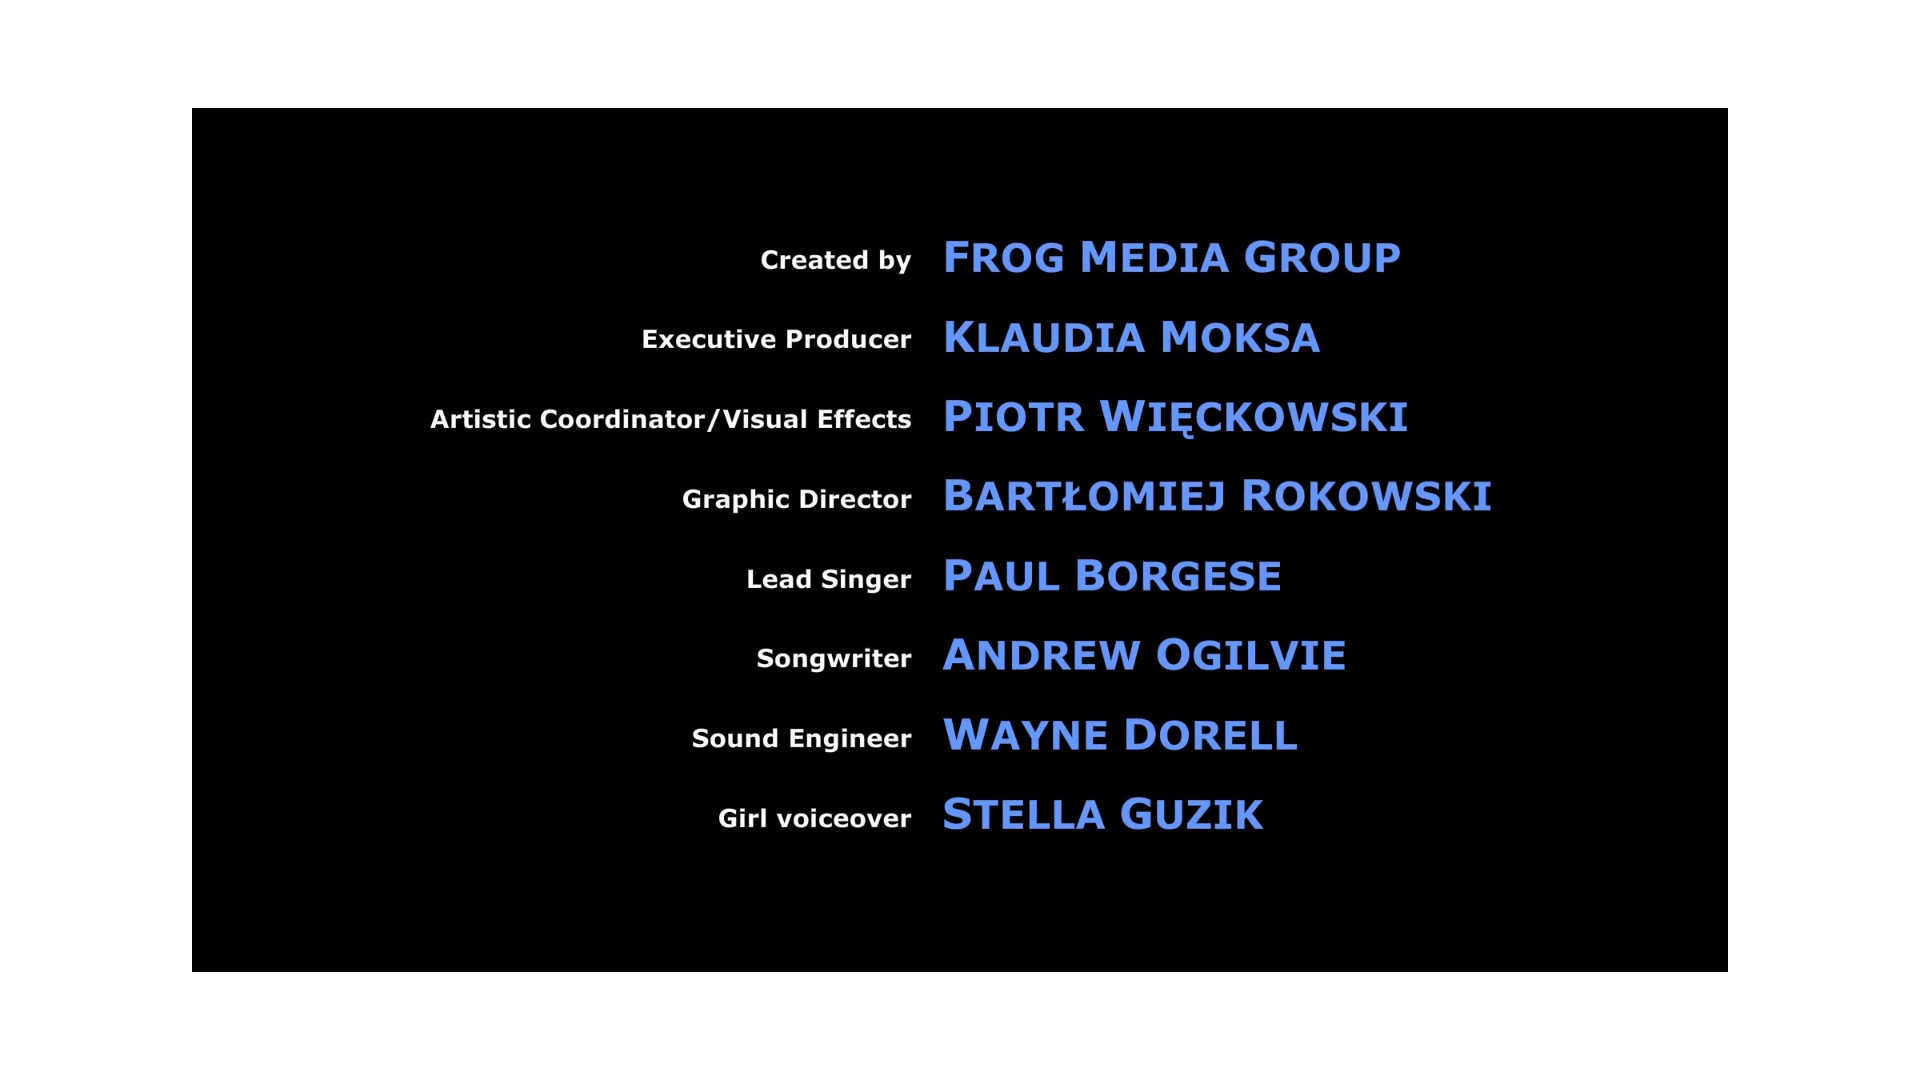 Created by FROG MEDIA GROUP
Executive Producer KLAUDIA MOKSA
Artistic Coordinator/Visual Effects PIOTR WIĘCKOWSKI
Graphic Director BARTŁOMIEJ ROKOWSKI
Lead Singer PAUL BORGESE
Songwriter ANDREW OGILVIE
Sound Engineer WAYNE DORELL
Girl voiceover STELLA GUZIK